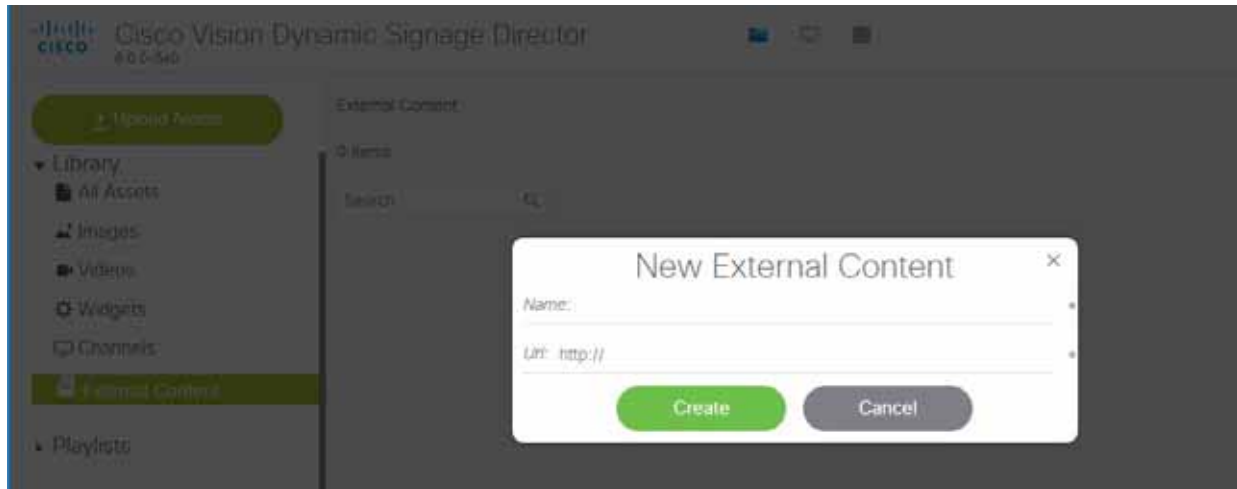 CISCO
Cisco Vision Dynamic Signage Director
Upload Assets
External Content
0 Items
Library
All Assets
Search
Images
Videos
Widgets
Channels
External Content
Playlists
New External Content
Name:
Url: http://
Create
Cancel